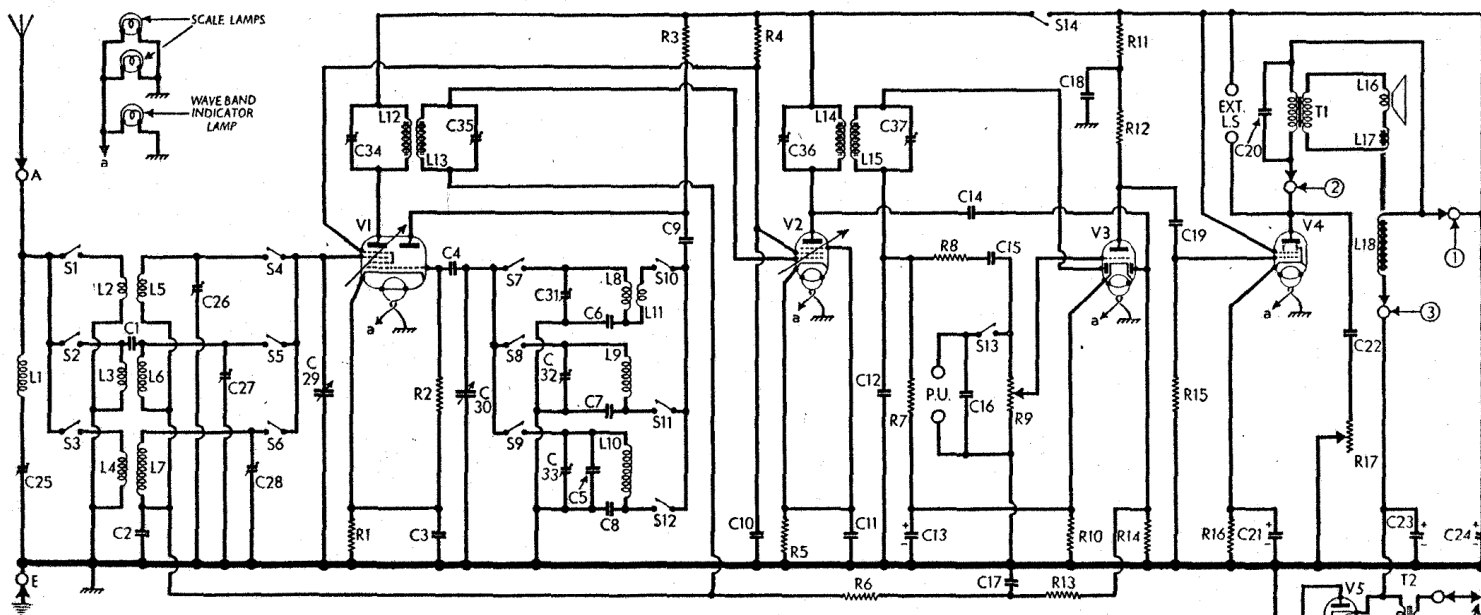 SCALE LAMPS
WAVE BAND
INDICATOR
LAMP
a
A
S14
R3
R4
R11
C18
R12
L12
C34
C35
L13
L14
C36
C37
L15
EXT.
L.S
C20
T1
L16
L17
2
V1
V2
V3
V4
C9
C14
C19
L18
1
S1
L2
L5
S4
C4
S7
L8
S10
R8
C15
C26
C31
C6
L11
a
a
a
a
3
S2
C1
S5
S8
L9
S13
C22
L1
L3
L6
C27
C
29
R2
C
30
C
32
C7
S11
P.U.
C16
C12
R7
R9
R15
S3
S6
S9
L10
R17
L4
L7
C28
C
33
C5
C25
C2
R1
C3
C8
S12
C10
R5
C11
C13
R10
R14
R16
C21
C23
C24
E
R6
C17
R13
V5
T2